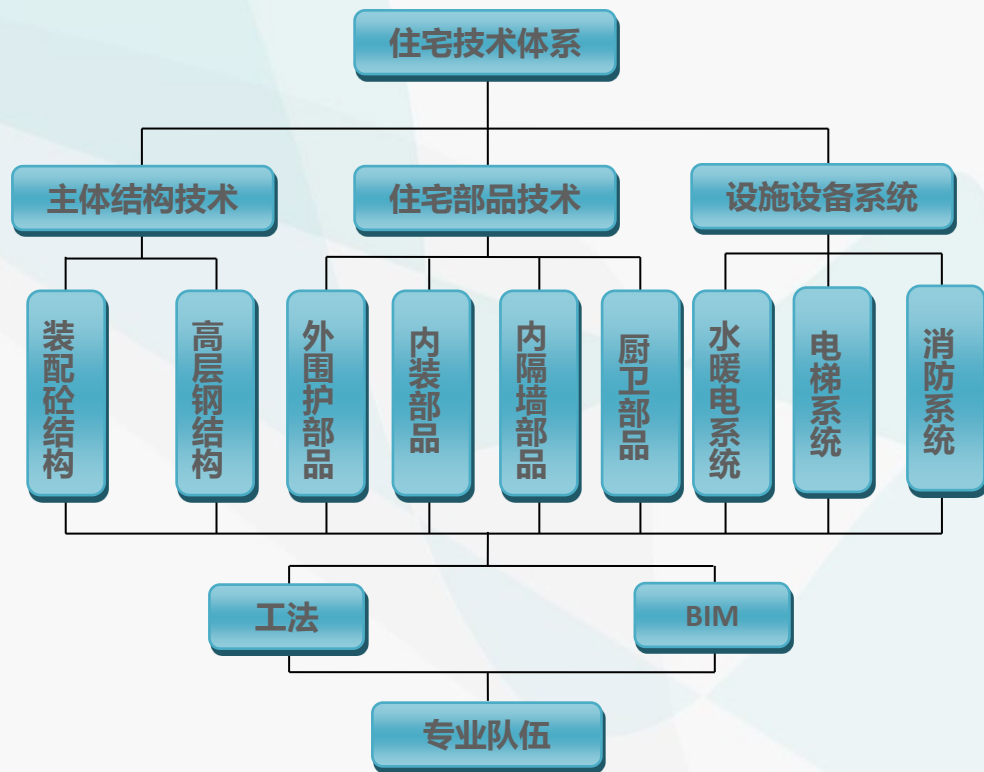 住宅技术体系
主体结构技术
住宅部品技术
设施设备系统
装配砼结构
高层钢结构
外围护部品
内装部品
内隔墙部品
厨卫部品
水暖电系统
电梯系统
消防系统
工法
BIM
专业队伍